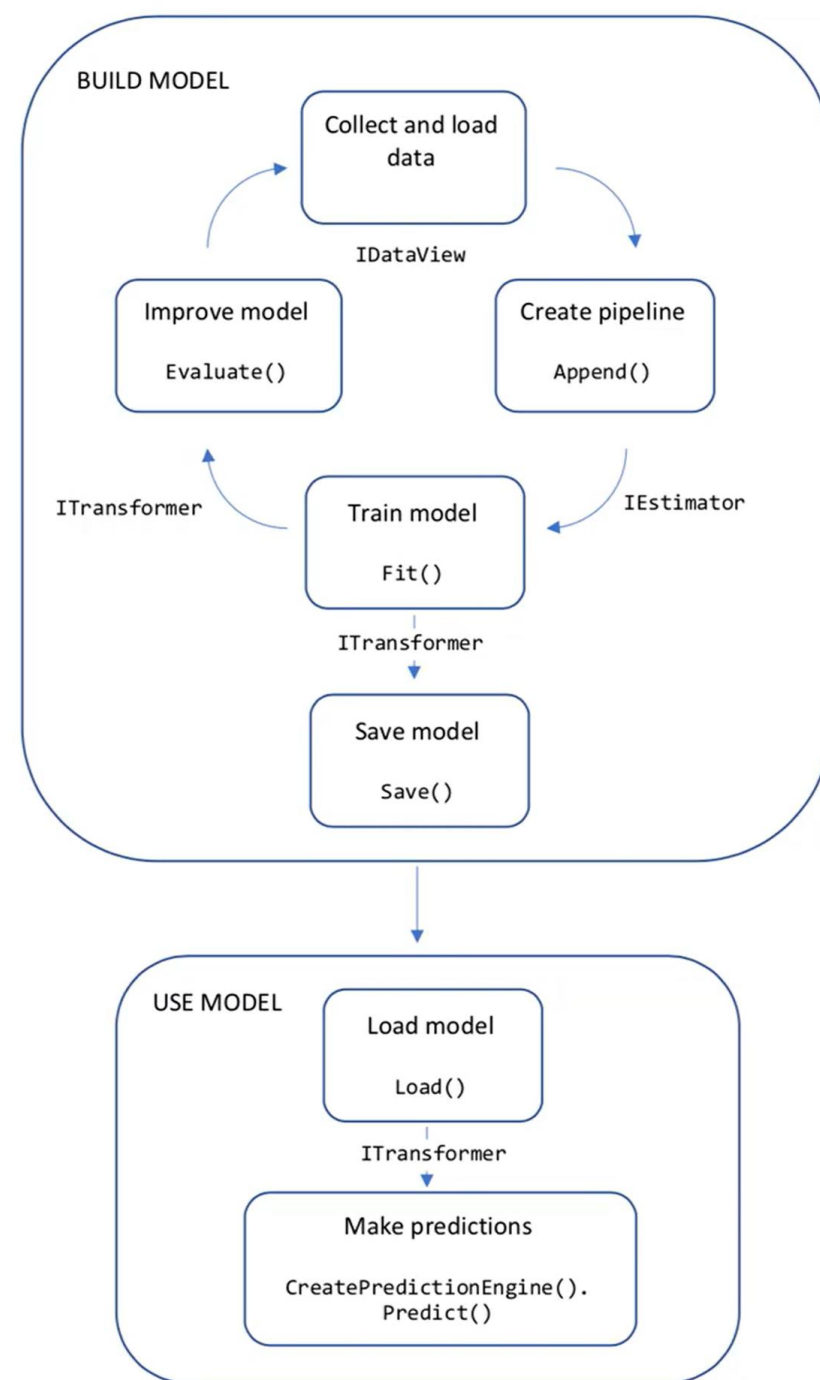 BUILD MODEL
Collect and load
data
IDataView
Improve model
Evaluate()
Create pipeline
Append()
ITransformer
IEstimator
Train model
Fit()
ITransformer
Save model
Save()
USE MODEL
Load model
Load()
ITransformer
Make predictions
CreatePredictionEngine().
Predict()